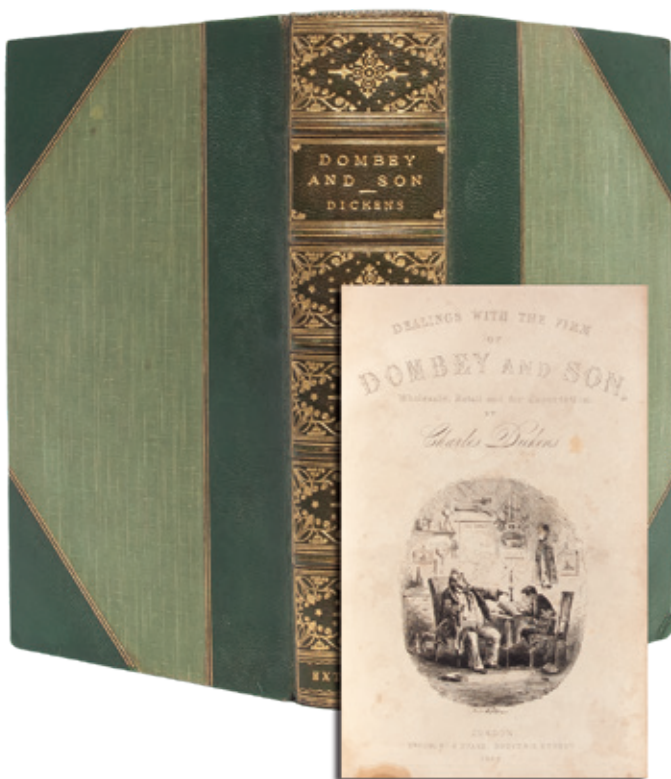 DOMBEY
AND SON
DICKENS
EXT
DEALINGS WITH THE FIRM
OF
DOMBEY AND SON,
Wholesale, Retail and for Exportation
BY
Charles Dickens
LONDON